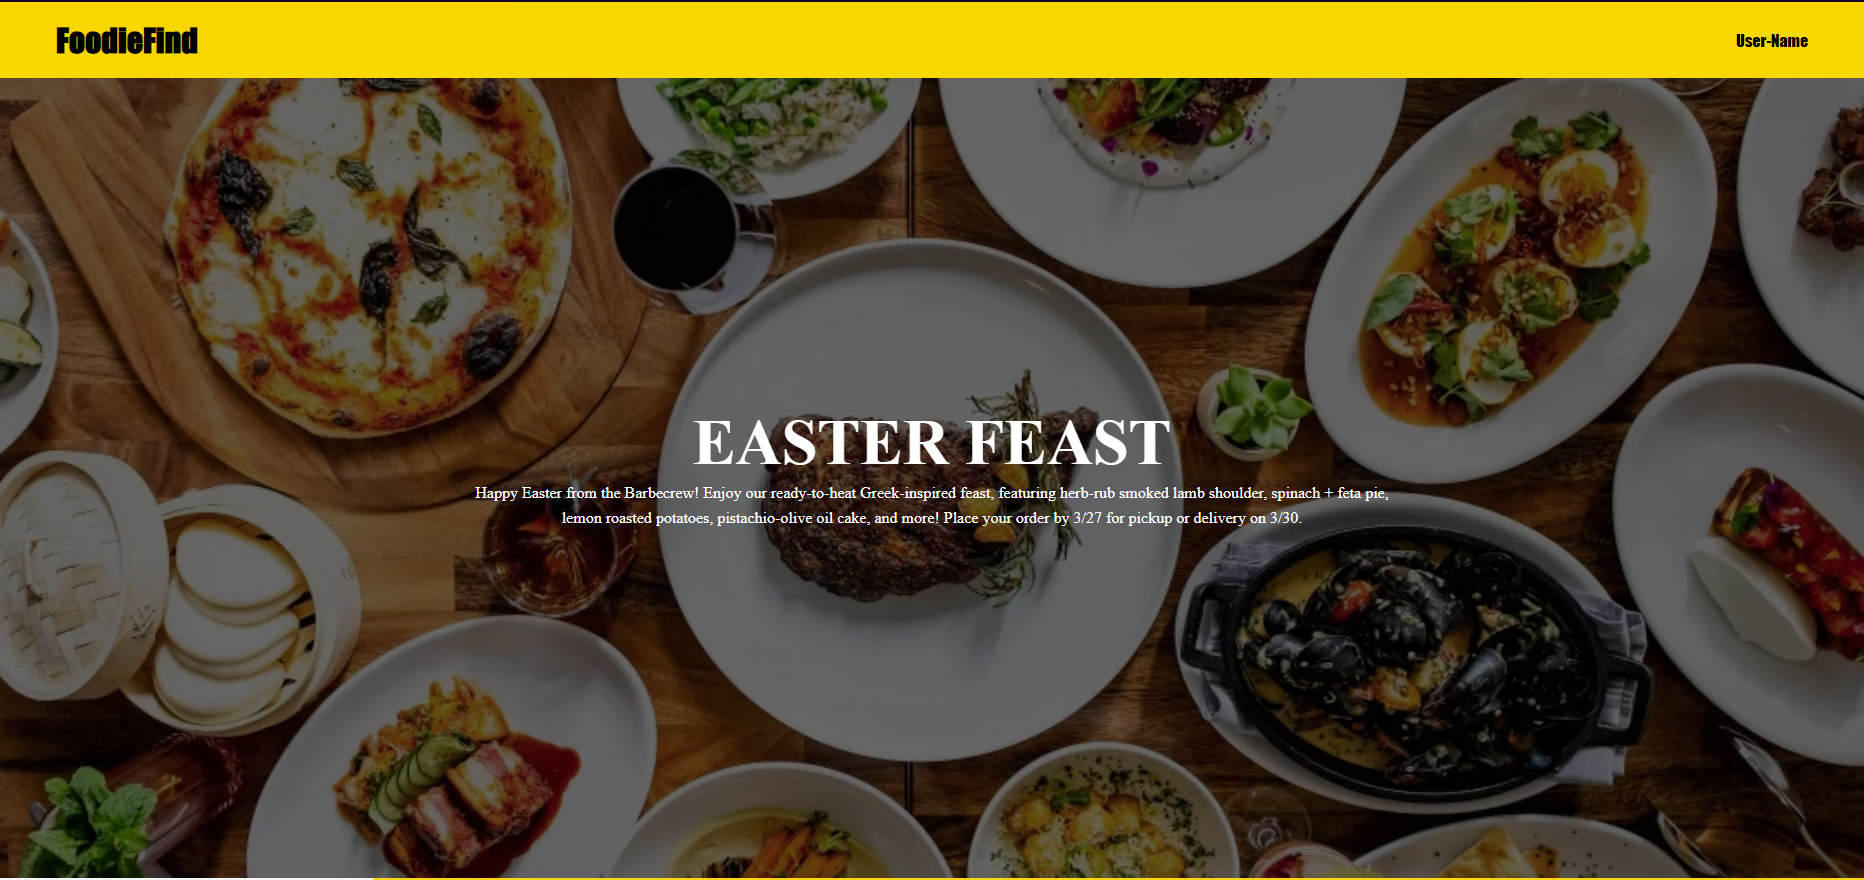 FoodieFind
User-Name
EASTER FEAST
Happy Easter from the Barbecrew! Enjoy our ready-to-heat Greek-inspired feast, featuring herb-rub smoked lamb shoulder, spinach + feta pie,
lemon roasted potatoes, pistachio-olive oil cake, and more! Place your order by 3/27 for pickup or delivery on 3/30.